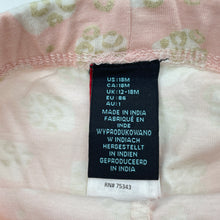 US:18M
CA:18M
UK:12-18M
EU:86
AU:1
MADE IN INDIA
FABRIQUÉ EN
INDE
WYPRODUKOWANO
W INDIACH
HERGESTELLT
IN INDIEN
GEPRODUCEERD
IN INDIA
RN# 75343